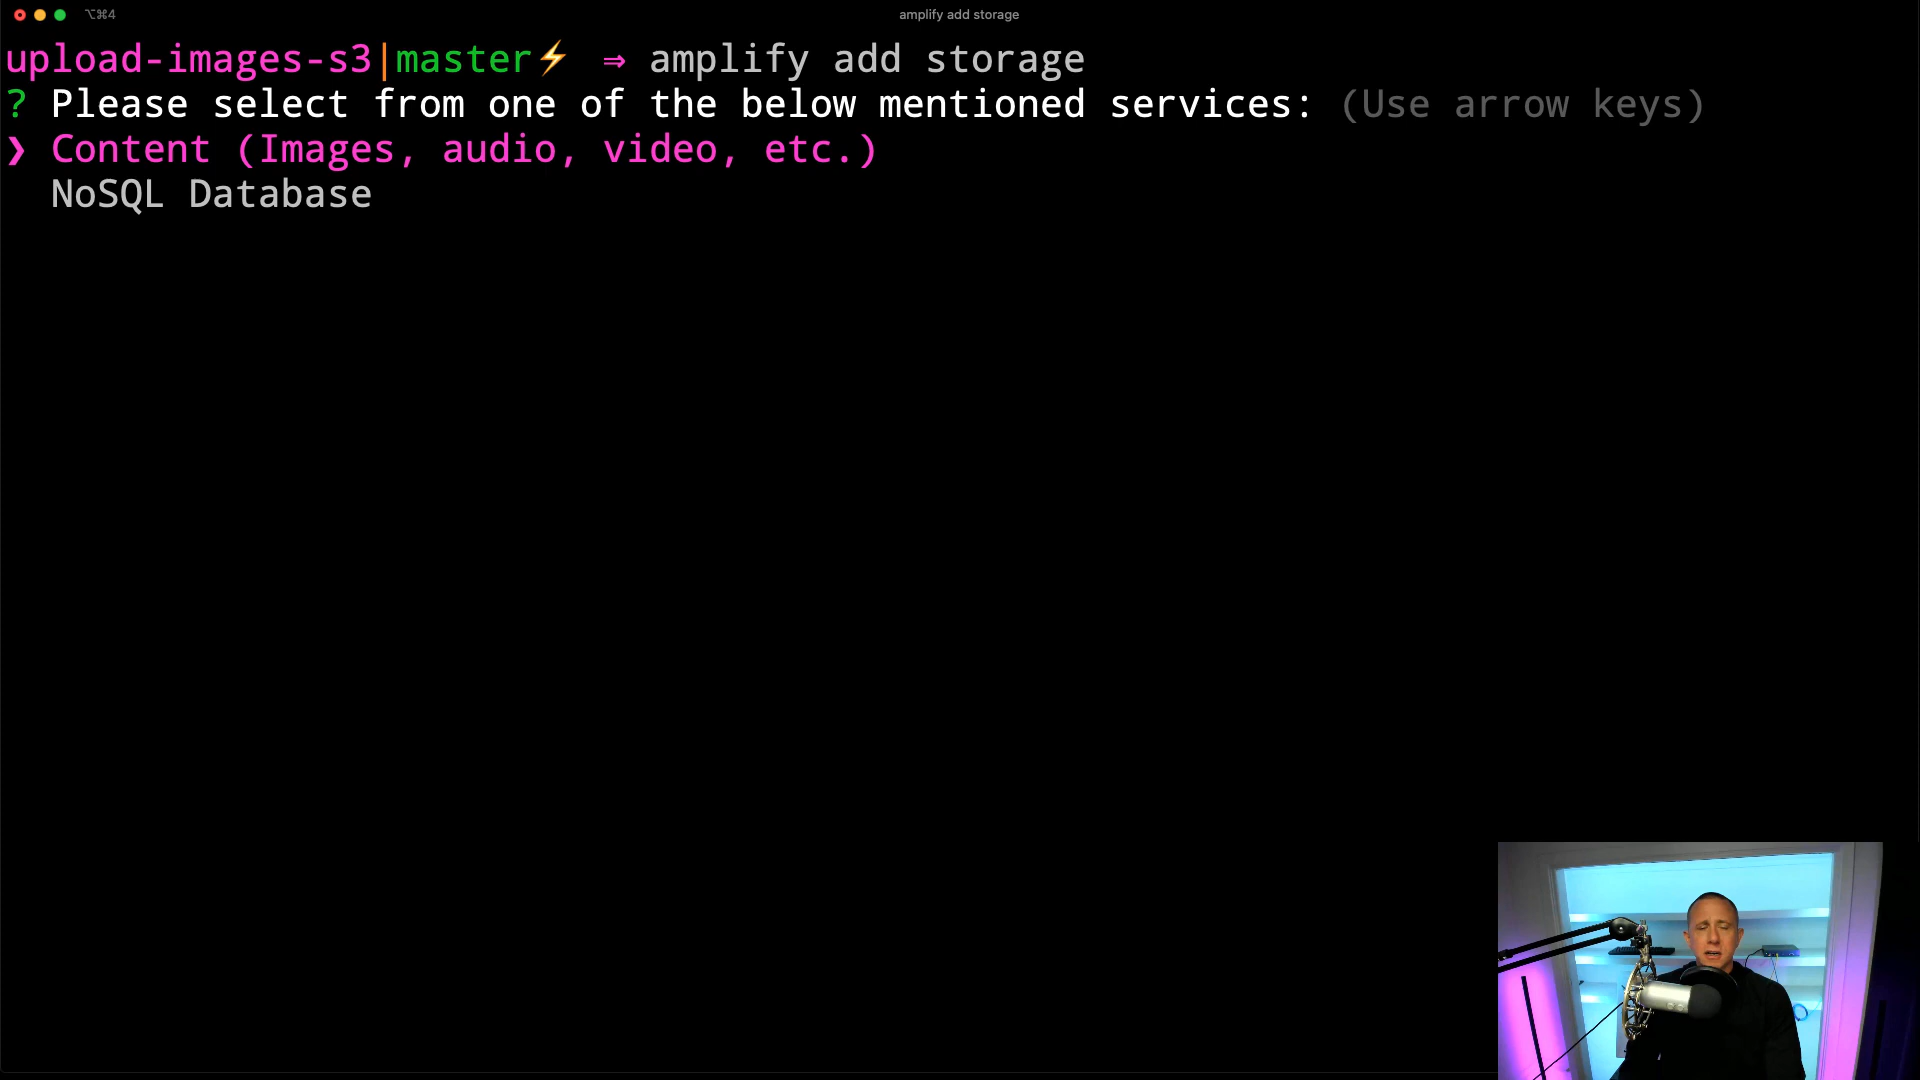 ⌥⌘4
amplify add storage
upload-images-s3|master⚡ ⇒ amplify add storage
? Please select from one of the below mentioned services: (Use arrow keys)
❯ Content (Images, audio, video, etc.)
NoSQL Database